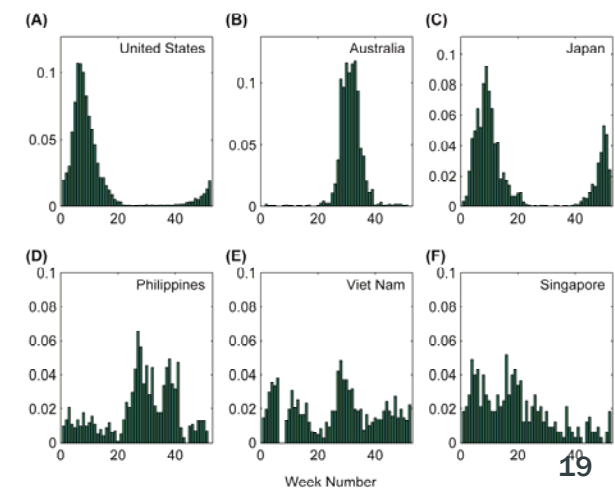 (A)
United States
0.1
0.05
0
0 20 40
(B)
Australia
0.1
0.05
0
0 20 40
(C)
Japan
0.1
0.08
0.06
0.04
0.02
0
0 20 40
(D)
Philippines
0.1
0.08
0.06
0.04
0.02
0
0 20 40
(E)
Viet Nam
0.1
0.08
0.06
0.04
0.02
0
0 20 40
(F)
Singapore
0.1
0.08
0.06
0.04
0.02
0
0 20 40
Week Number
19